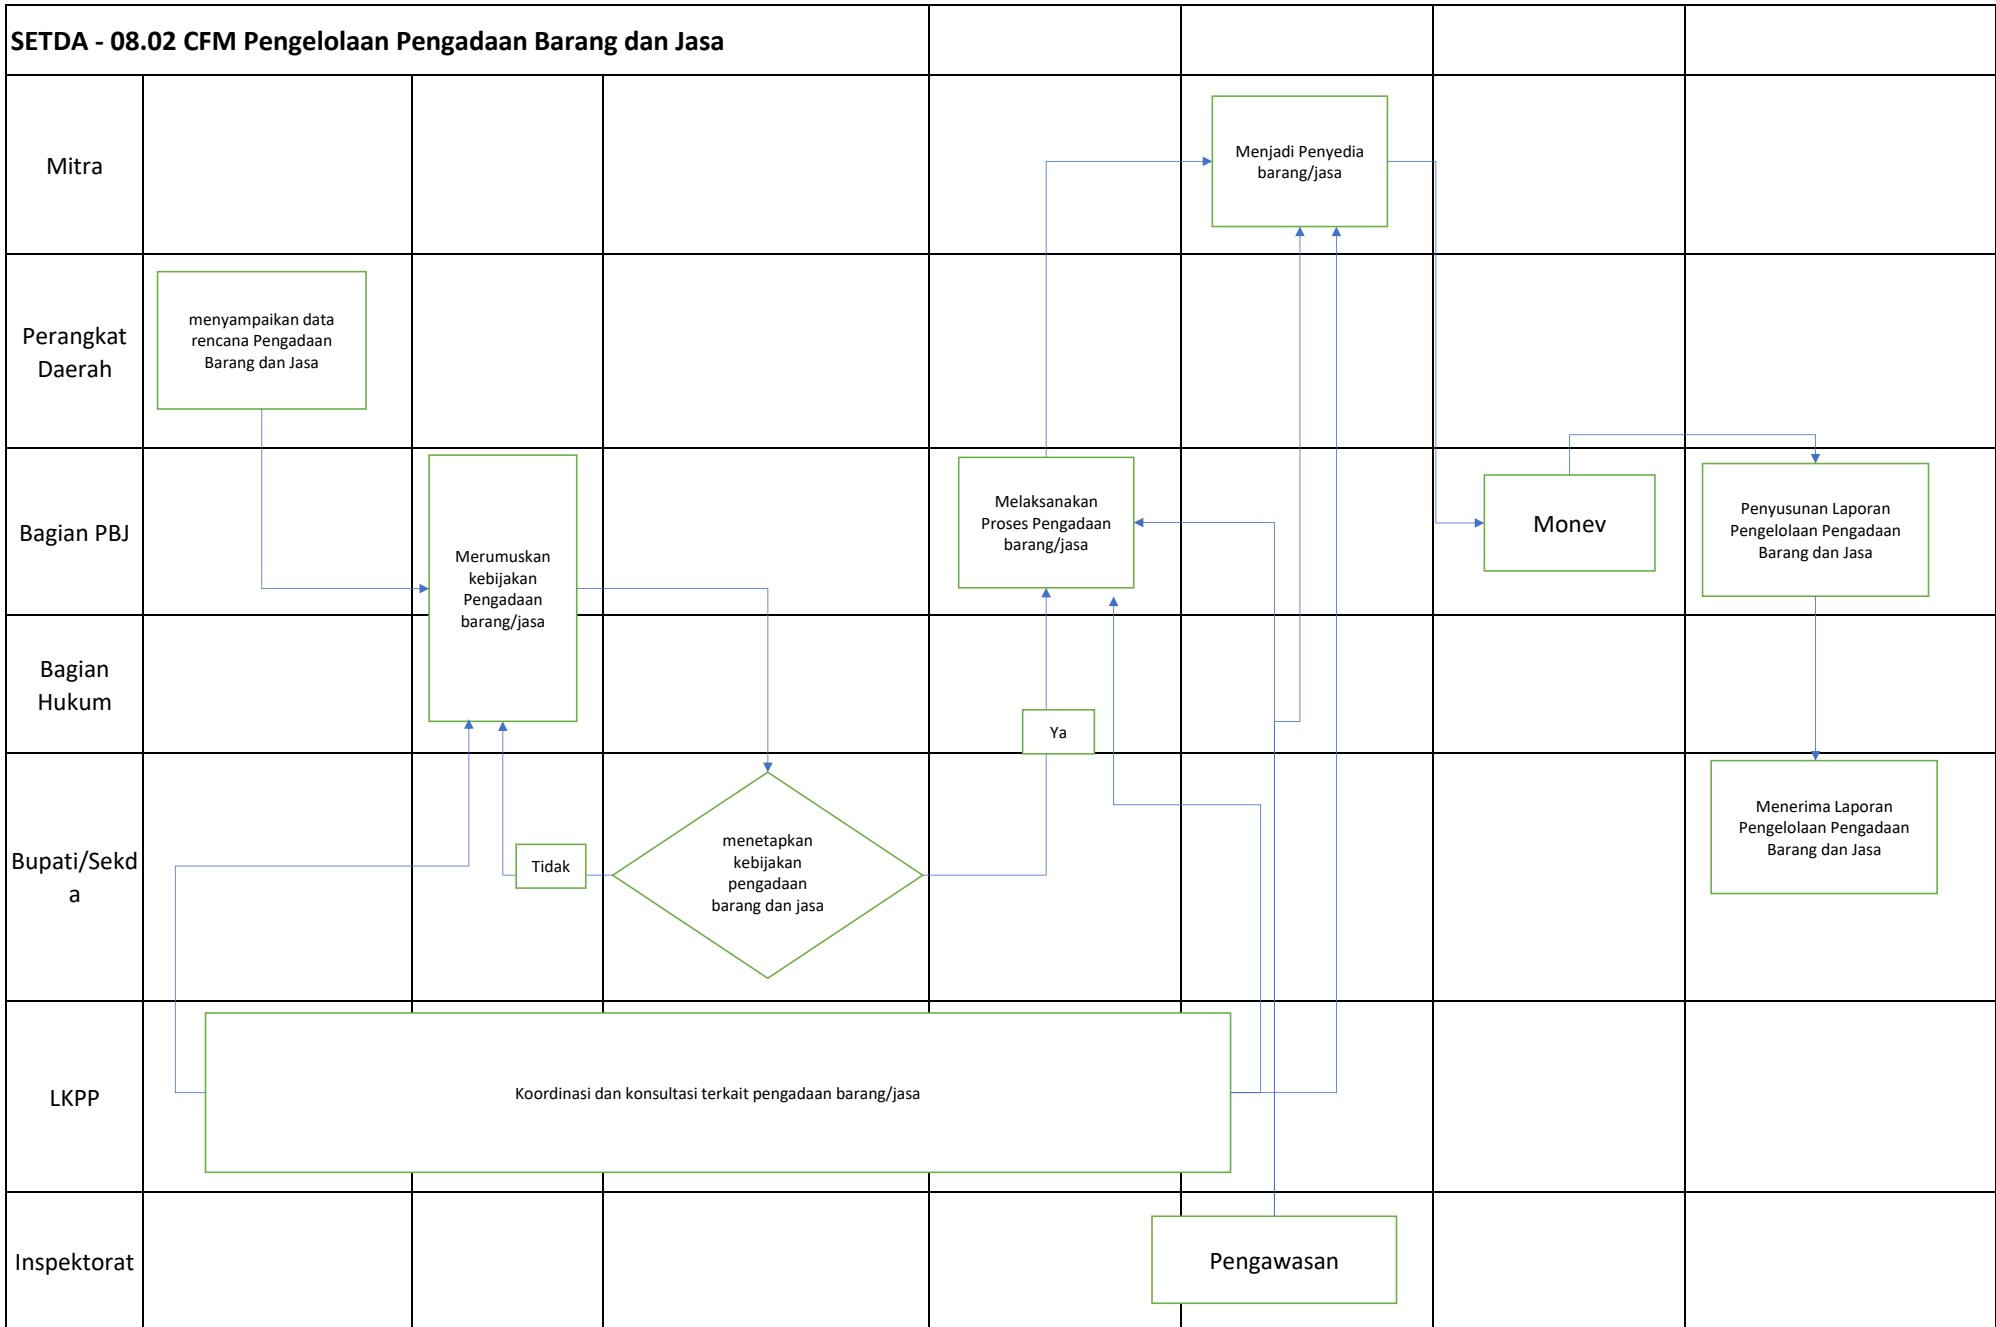 SETDA - 08.02 CFM Pengelolaan Pengadaan Barang dan Jasa
Mitra
Menjadi Penyedia
barang/jasa
Perangkat
Daerah
menyampaikan data
rencana Pengadaan
Barang dan Jasa
Bagian PBJ
Merumuskan
kebijakan
Pengadaan
barang/jasa
Melaksanakan
Proses Pengadaan
barang/jasa
Monev
Penyusunan Laporan
Pengelolaan Pengadaan
Barang dan Jasa
Bagian
Hukum
Ya
Bupati/Sekd
a
Tidak
menetapkan
kebijakan
pengadaan
barang dan jasa
Menerima Laporan
Pengelolaan Pengadaan
Barang dan Jasa
LKPP
Koordinasi dan konsultasi terkait pengadaan barang/jasa
Inspektorat
Pengawasan